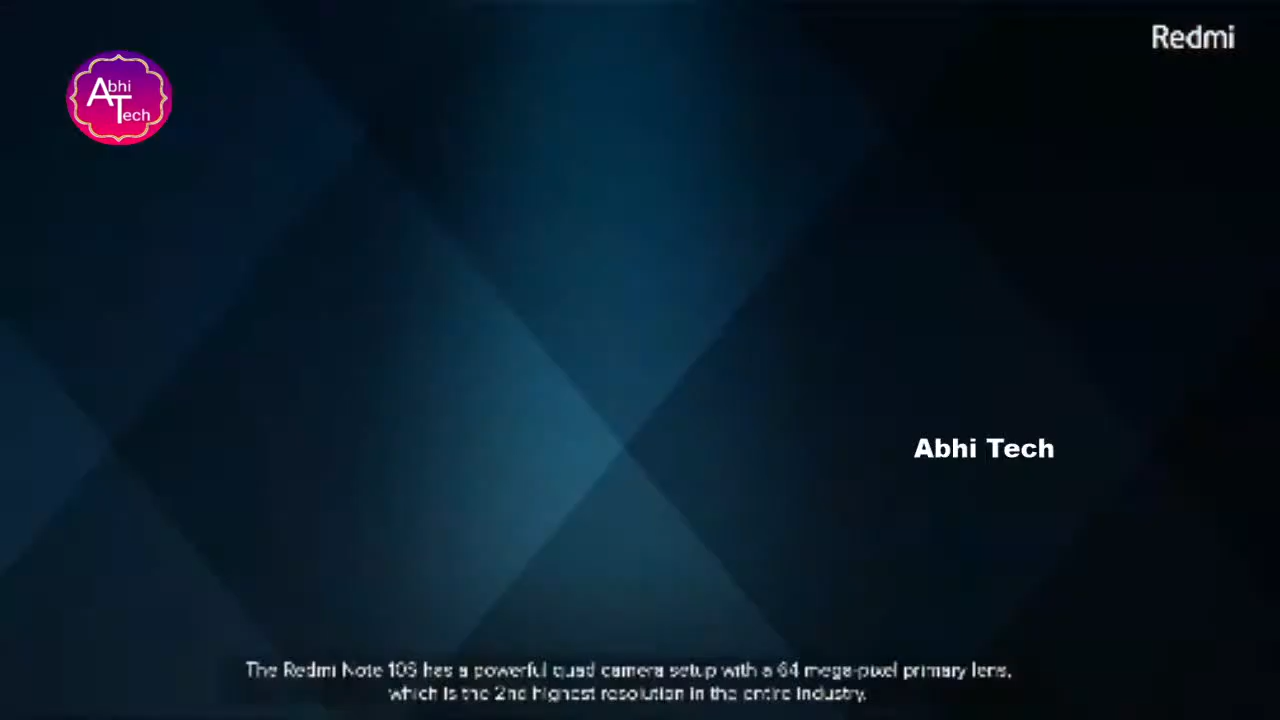 Redmi
Abhi
Tech
Abhi Tech
The Redmi Note 10S has a powerful quad camera setup with a 64 mega-pixel primary lens,
which is the 2nd highest resolution in the entire industry.